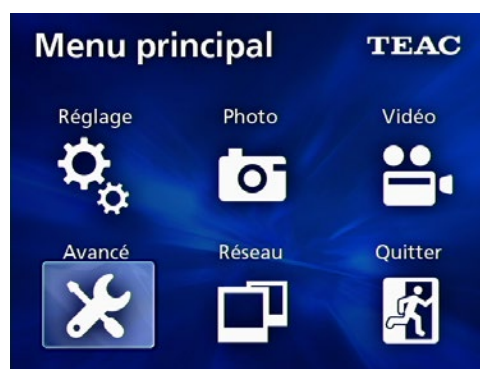 Menu principal TEAC
Réglage Photo Vidéo
Avancé Réseau Quitter